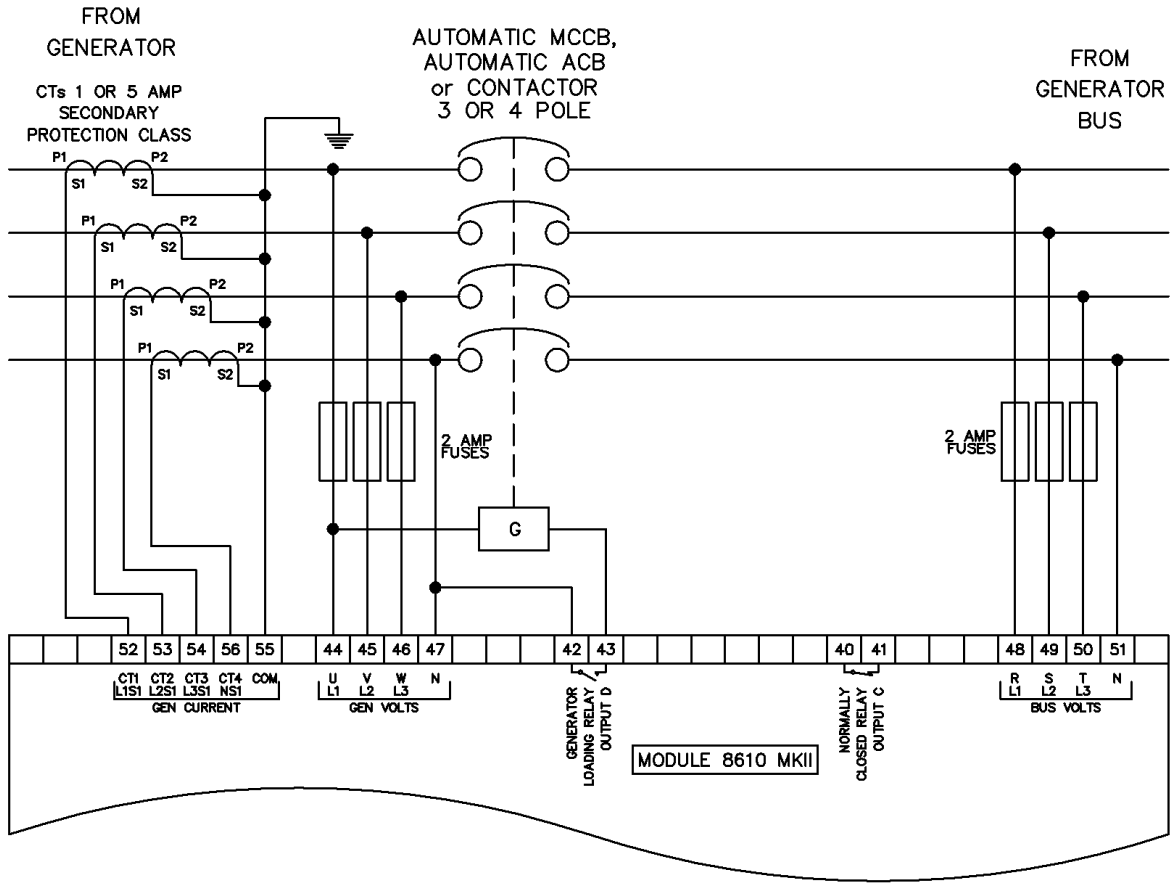 FROM
GENERATOR
CTs 1 OR 5 AMP
SECONDARY
PROTECTION CLASS
AUTOMATIC MCCB,
AUTOMATIC ACB
or CONTACTOR
3 OR 4 POLE
FROM
GENERATOR
BUS
P1 P2
S1 S2
P1 P2
S1 S2
P1 P2
S1 S2
P1 P2
S1 S2
2 AMP
FUSES
2 AMP
FUSES
G
52 53 54 56 55 44 45 46 47 42 43 40 41 48 49 50 51
CT1 CT2 CT3 CT4 COM
L1S1 L2S1 L3S1 NS1
GEN CURRENT
U V W N
L1 L2 L3
GEN VOLTS
GENERATOR
LOADING RELAY
OUTPUT D
NORMALLY
CLOSED RELAY
OUTPUT C
R S T N
L1 L2 L3
BUS VOLTS
MODULE 8610 MKII